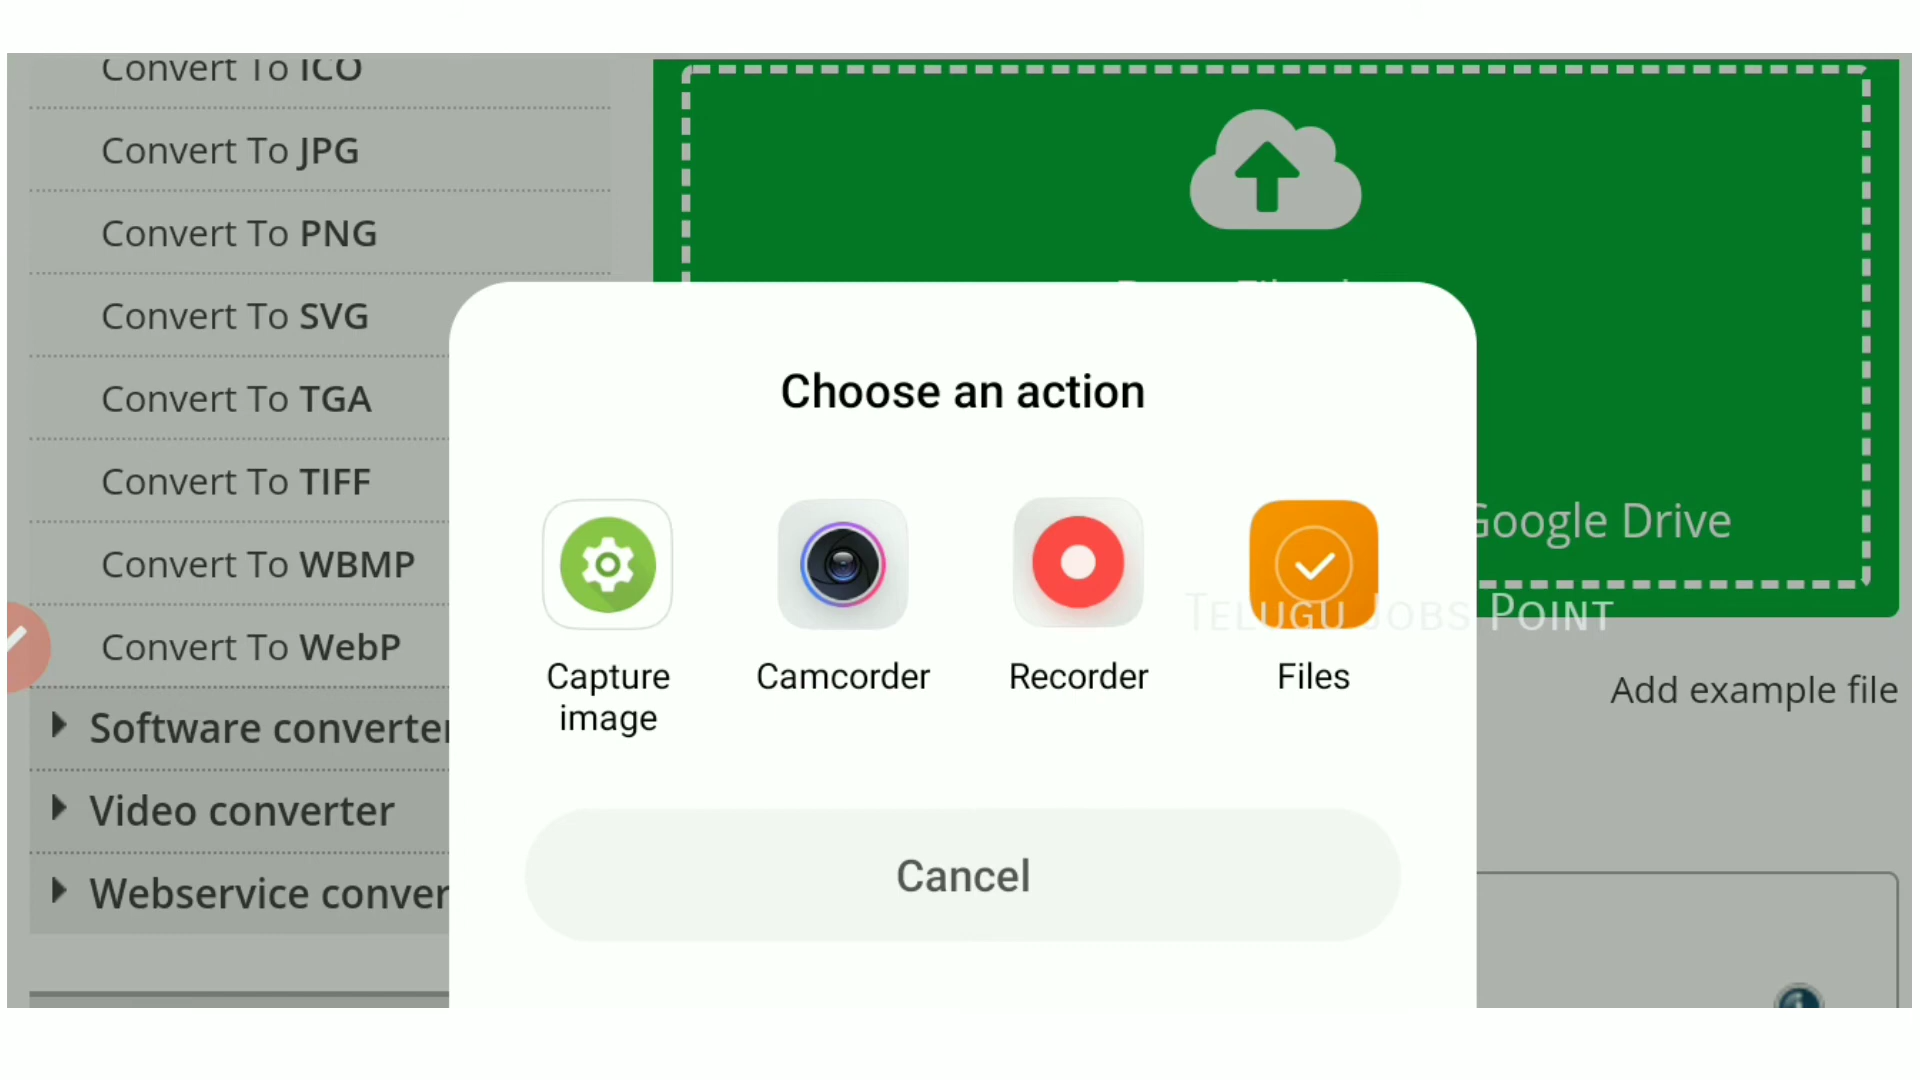 Convert To ICO
Convert To JPG
Convert To PNG
Convert To SVG
Convert To TGA
Convert To TIFF
Convert To WBMP
Convert To WebP
Software converter
Video converter
Webservice conver
Choose an action
Capture
image
Camcorder
Recorder
Files
Cancel
Google Drive
TELUGU JOBS POINT
Add example file